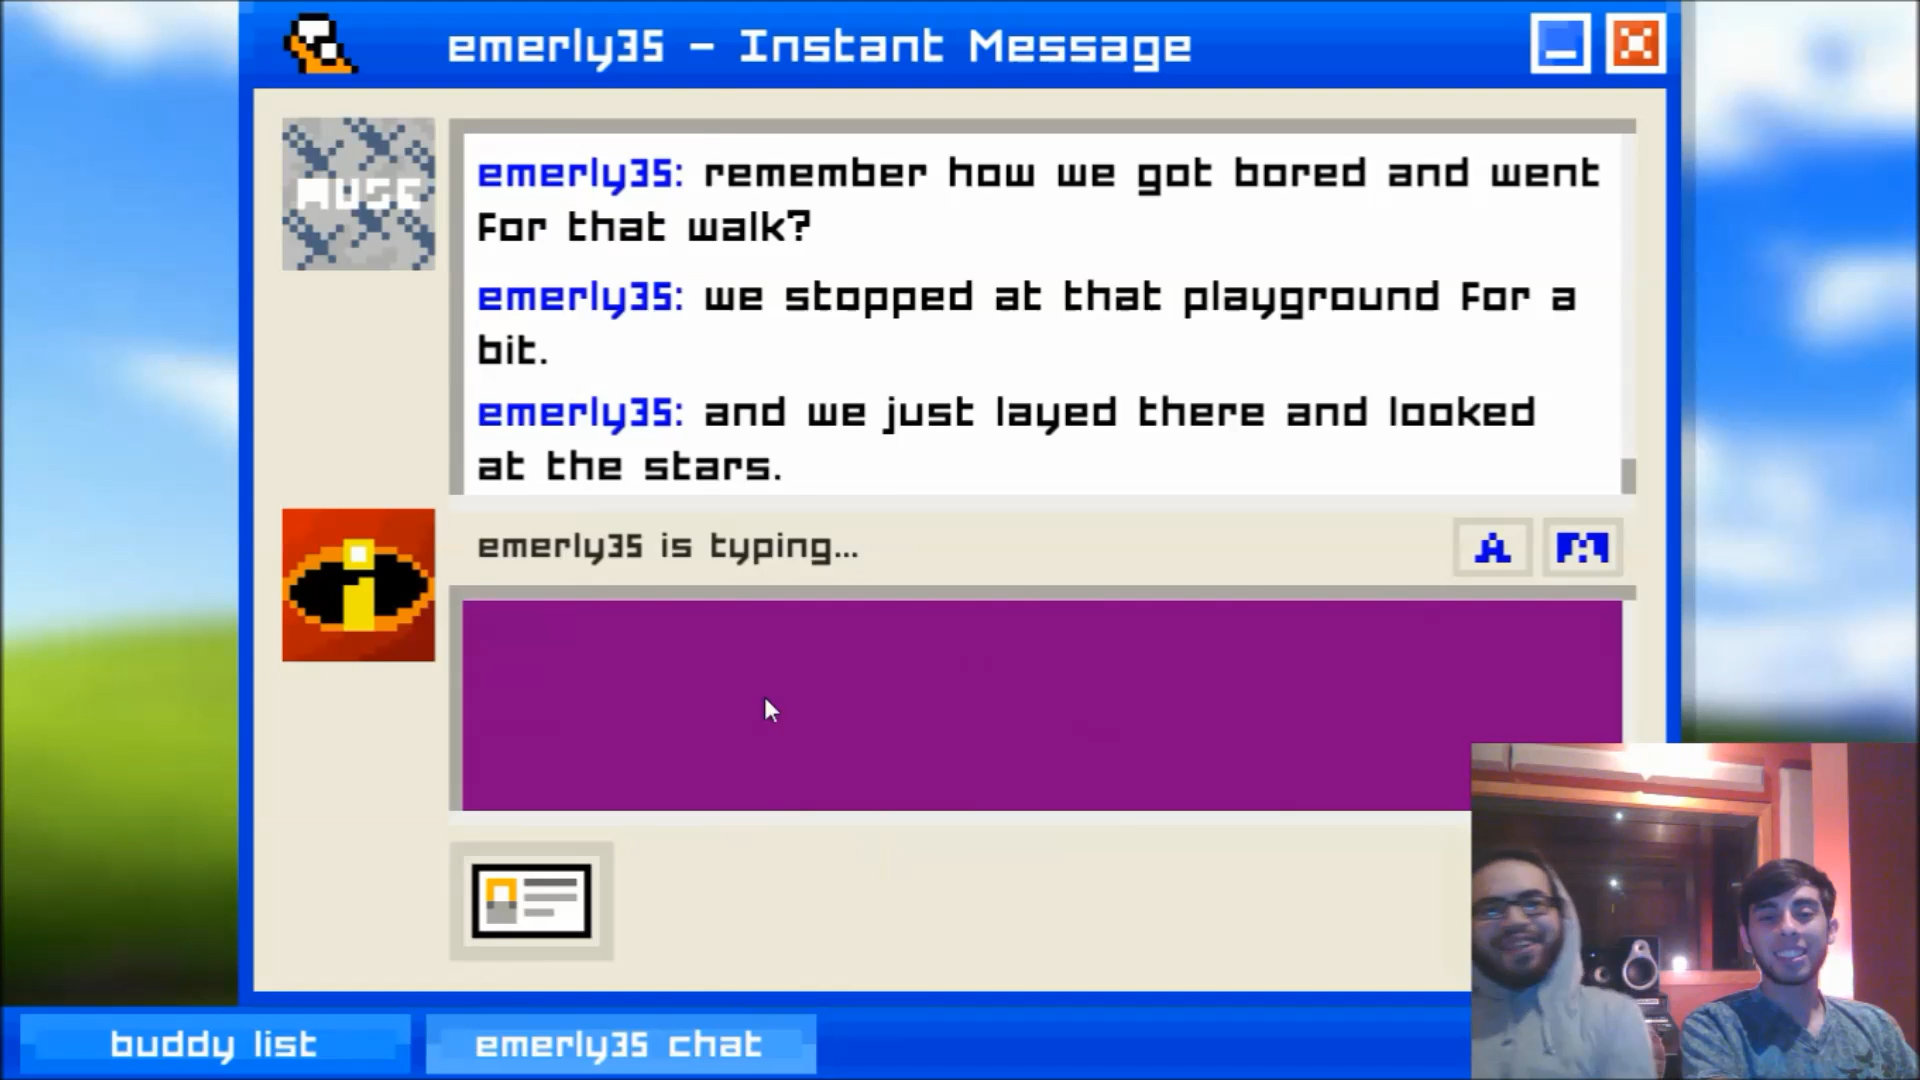 emerly35 - Instant Message
MUSE
emerly35: remember how we got bored and went
for that walk?
emerly35: we stopped at that playground for a
bit.
emerly35: and we just layed there and looked
at the stars.
emerly35 is typing...
A
buddy list
emerly35 chat